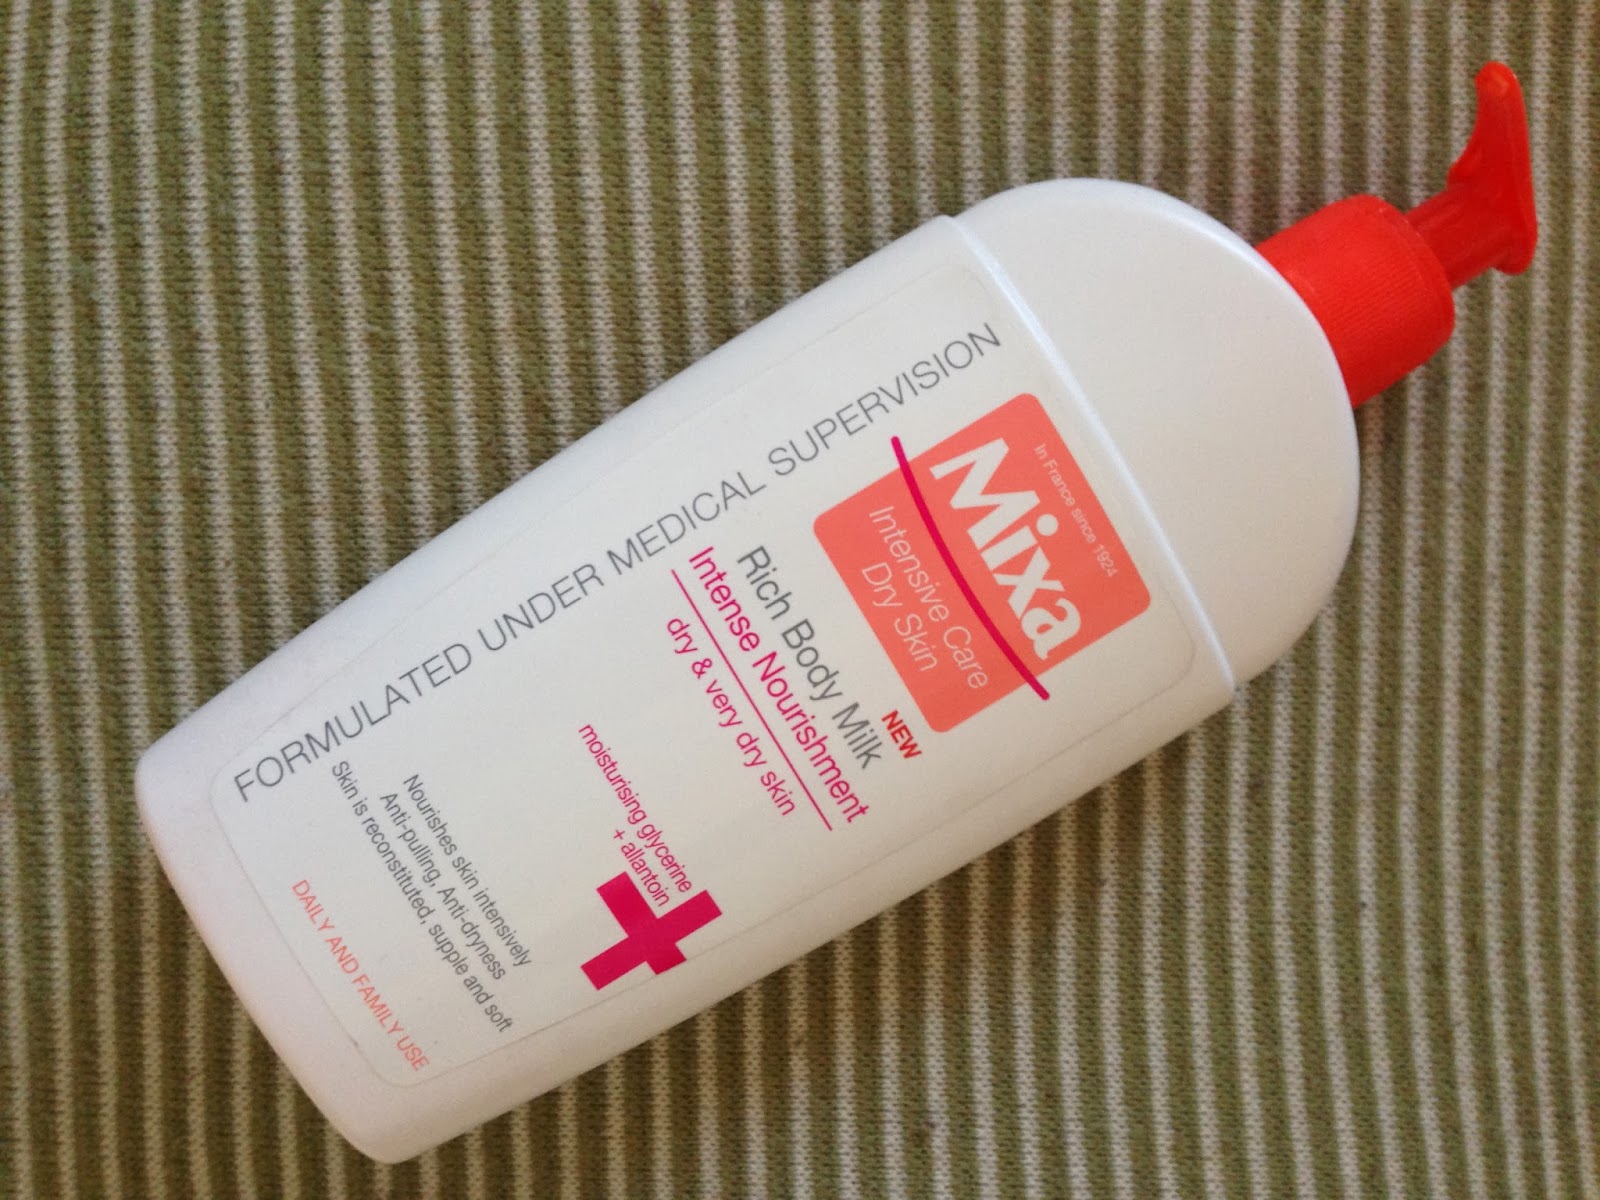 In France since 1924
Mixa
Intensive Care
Dry Skin
NEW
Rich Body Milk
Intense Nourishment
dry & very dry skin
FORMULATED UNDER MEDICAL SUPERVISION
moisturising glycerine
+ allantoin
Nourishes skin intensively
Anti-pulling, Anti-dryness
Skin is reconstituted, supple and soft
DAILY AND FAMILY USE